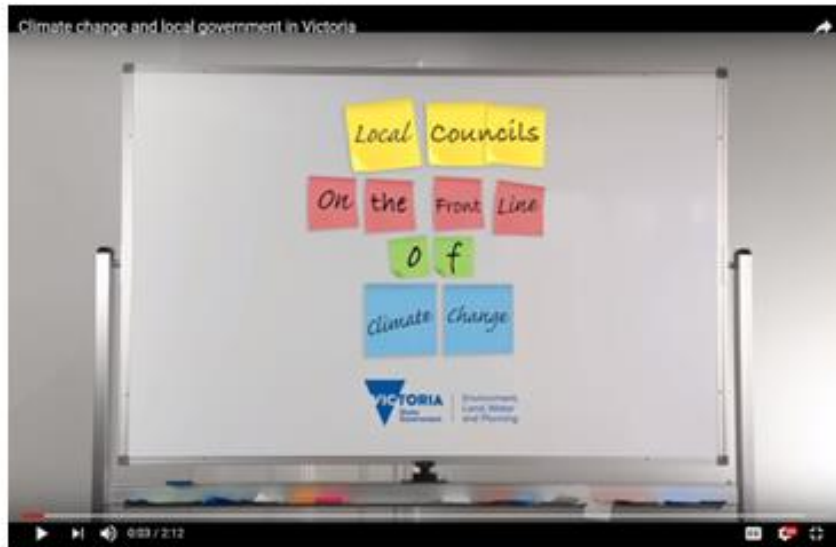 Climate change and local government in Victoria
Local Councils
On the Front Line
of
Climate Change
VICTORIA
State
Government
Environment,
Land, Water
and Planning
0:03 / 2:12